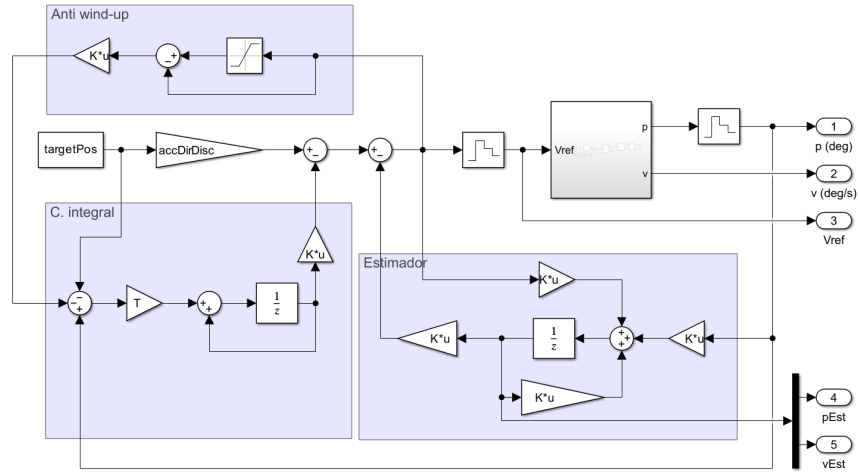 Anti wind-up
K*u
targetPos
accDirDisc
Vref
p
v
1
p (deg)
2
v (deg/s)
3
Vref
C. integral
K*u
T
1
z
Estimador
K*u
K*u
1
z
K*u
K*u
4
pEst
5
vEst